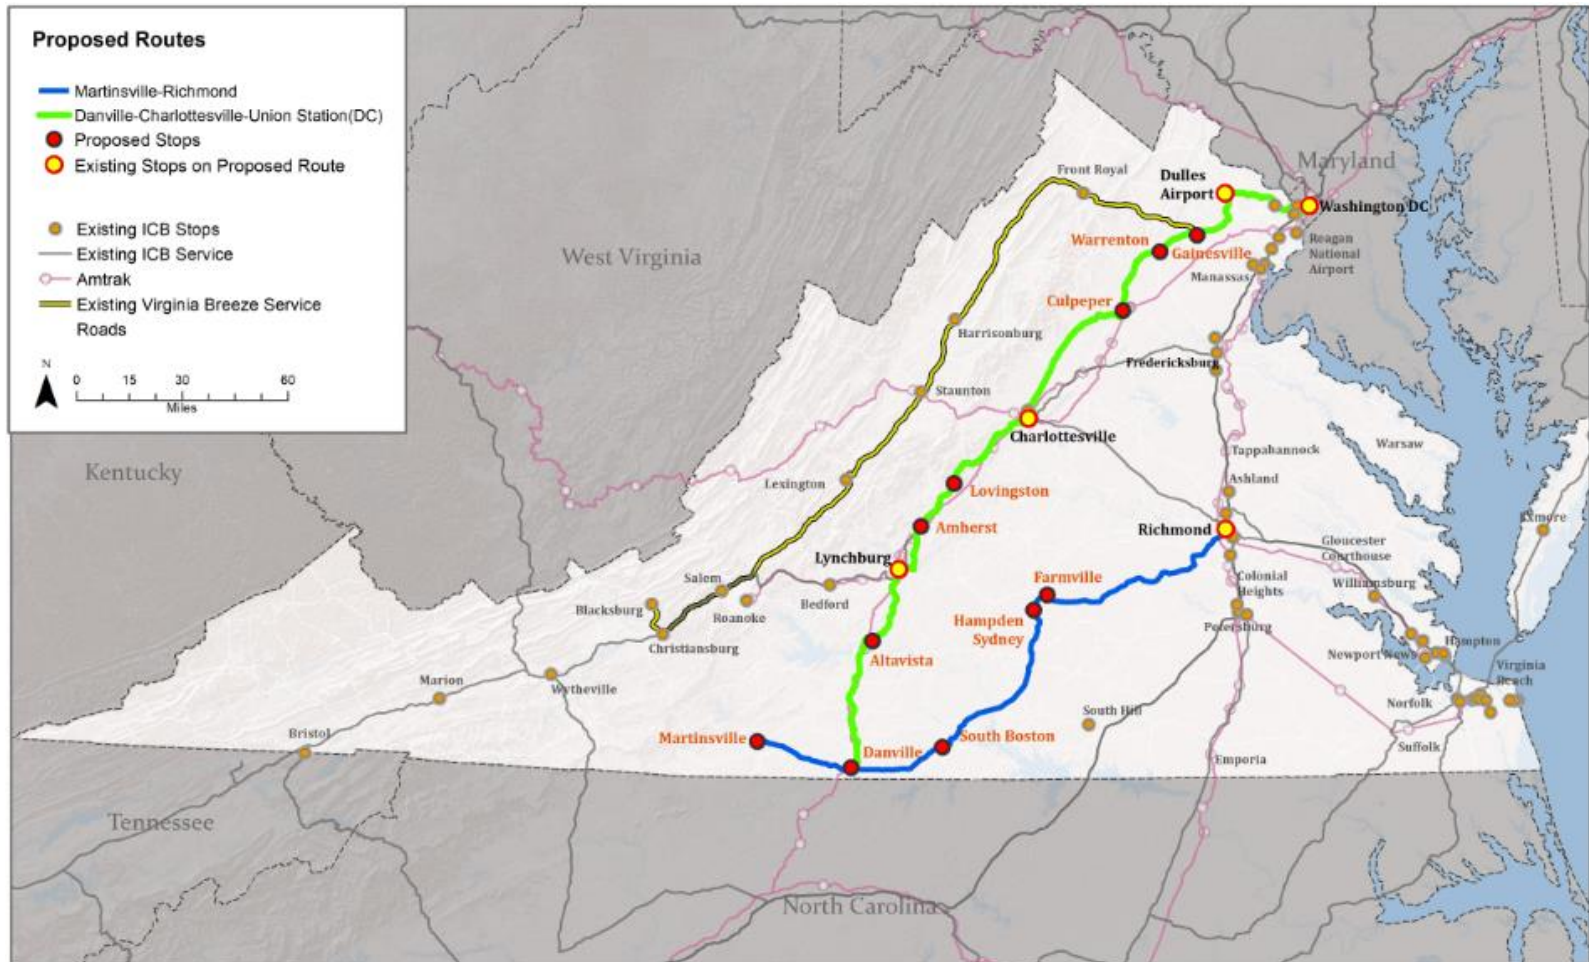 Proposed Routes
Martinsville-Richmond
Danville-Charlottesville-Union Station(DC)
Proposed Stops
Existing Stops on Proposed Route
Existing ICB Stops
Existing ICB Service
Amtrak
Existing Virginia Breeze Service
Roads
N
0 15 30 60
Miles
Maryland
Front Royal
Dulles
Airport
Washington DC
West Virginia
Warrenton
Gainesville
Reagan
National
Airport
Manassas
Culpeper
Harrisonburg
Fredericksburg
Staunton
Charlottesville
Warsaw
Tappahannock
Kentucky
Lexington
Lovingston
Ashland
Amherst
Richmond
Exmore
Gloucester
Courthouse
Lynchburg
Williamsburg
Salem
Farmville
Colonial
Heights
Blacksburg
Roanoke
Bedford
Hampden
Sydney
Petersburg
Christiansburg
Altavista
Hampton
Newport News
Virginia
Beach
Marion
Wytheville
Norfolk
South Hill
Bristol
Martinsville
Danville
South Boston
Suffolk
Emporia
Tennessee
North Carolina